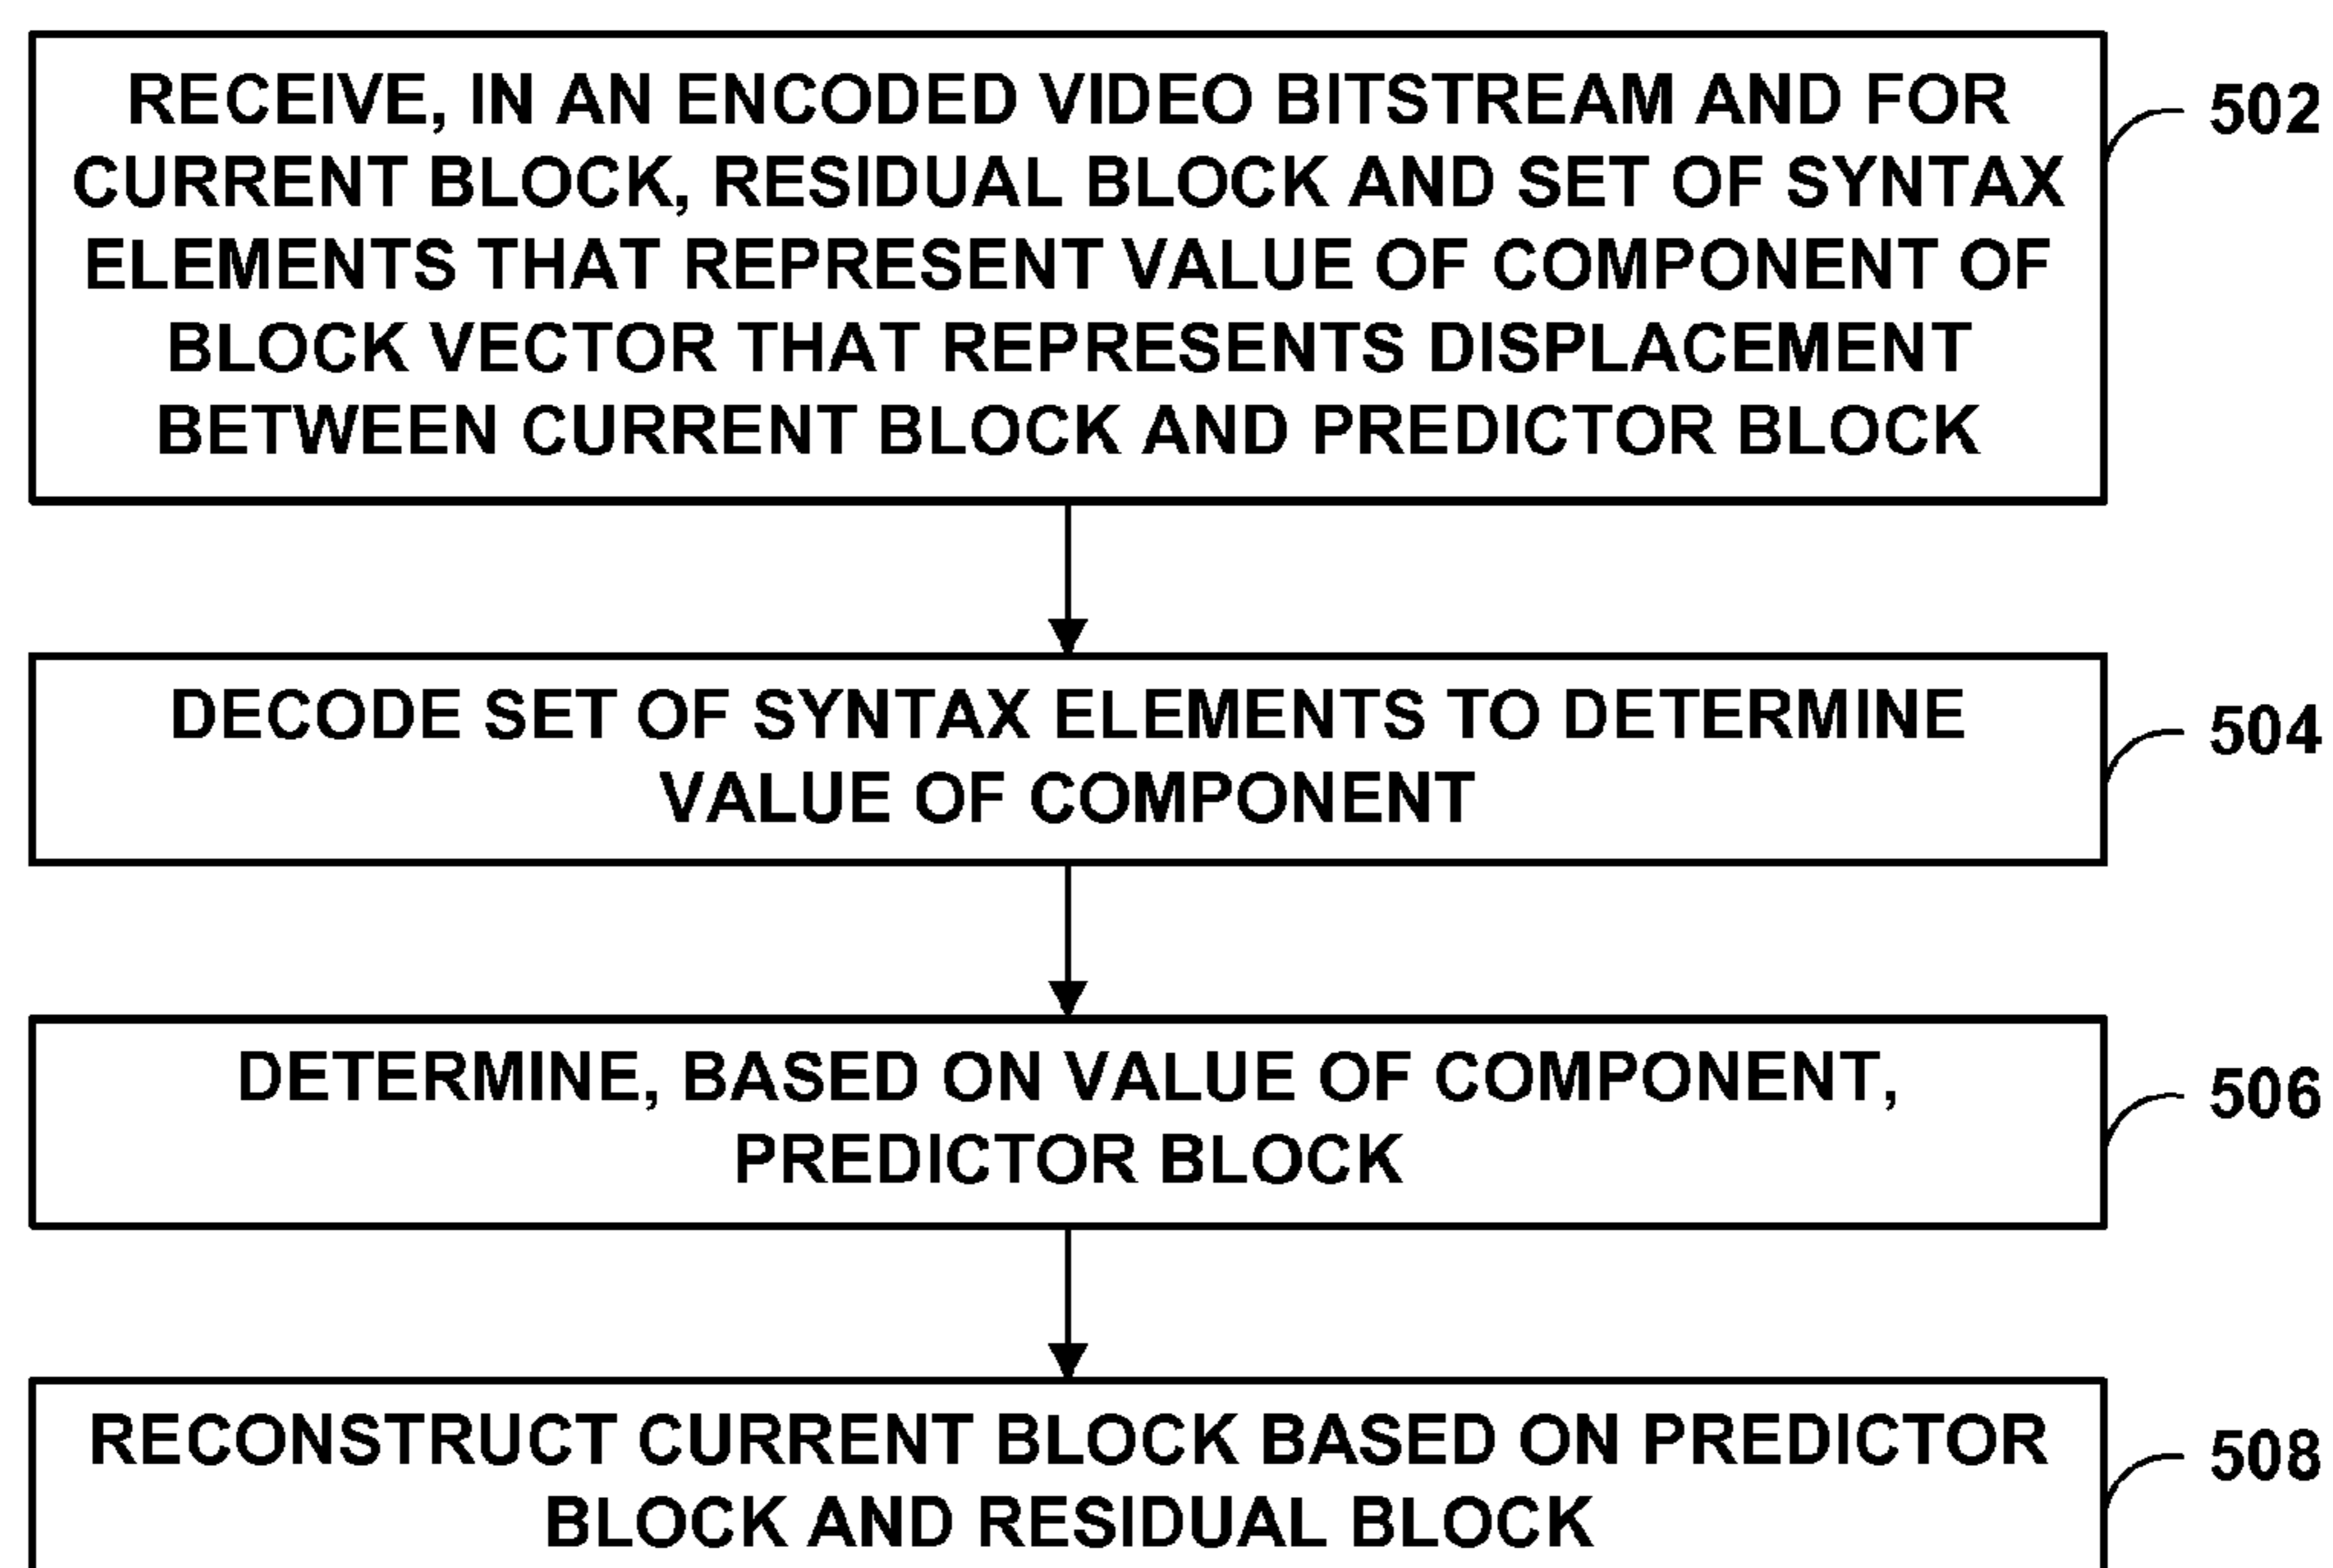 RECEIVE, IN AN ENCODED VIDEO BITSTREAM AND FOR
CURRENT BLOCK, RESIDUAL BLOCK AND SET OF SYNTAX
ELEMENTS THAT REPRESENT VALUE OF COMPONENT OF
BLOCK VECTOR THAT REPRESENTS DISPLACEMENT
BETWEEN CURRENT BLOCK AND PREDICTOR BLOCK
502
DECODE SET OF SYNTAX ELEMENTS TO DETERMINE
VALUE OF COMPONENT
504
DETERMINE, BASED ON VALUE OF COMPONENT,
PREDICTOR BLOCK
506
RECONSTRUCT CURRENT BLOCK BASED ON PREDICTOR
BLOCK AND RESIDUAL BLOCK
508